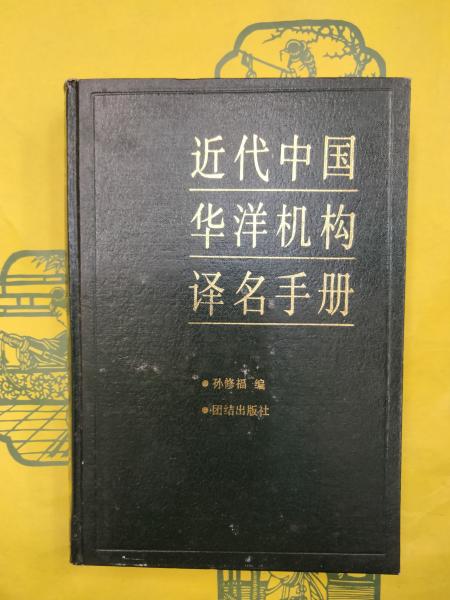 近代中国
华洋机构
译名手册
●孙修福 编
●团结出版社